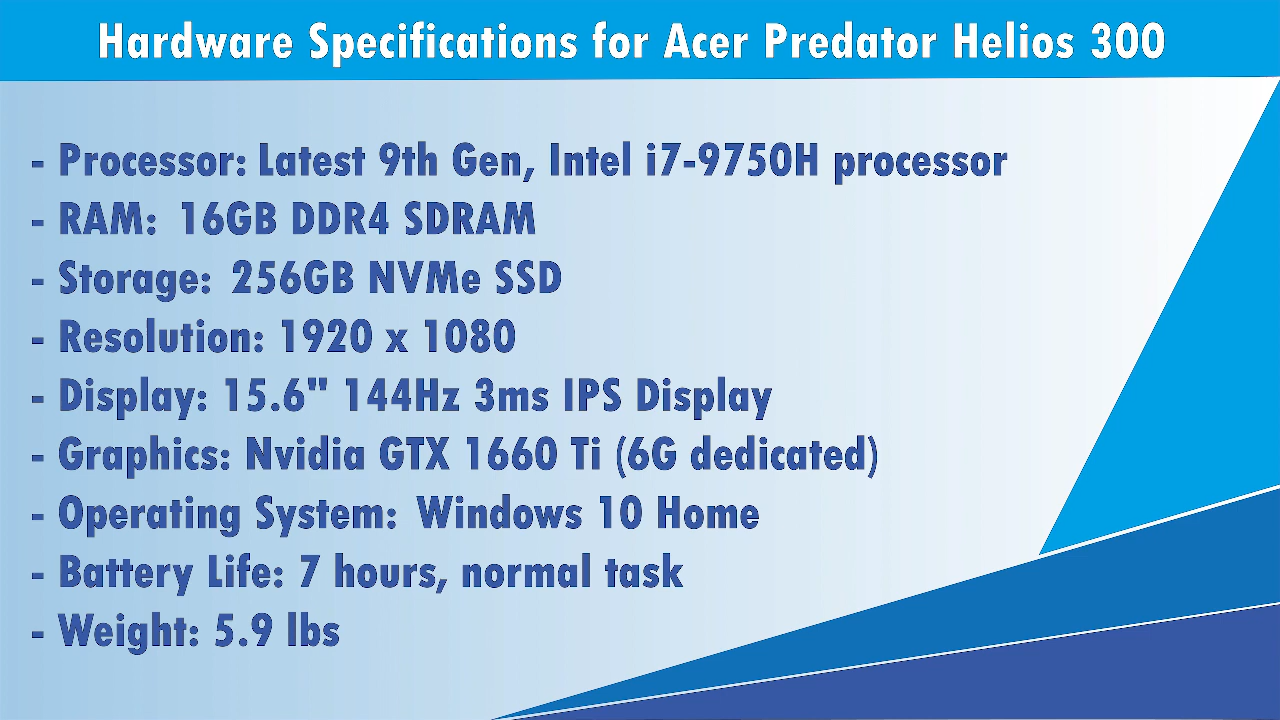 Hardware Specifications for Acer Predator Helios 300
- Processor: Latest 9th Gen, Intel i7-9750H processor
- RAM: 16GB DDR4 SDRAM
- Storage: 256GB NVMe SSD
- Resolution: 1920 x 1080
- Display: 15.6" 144Hz 3ms IPS Display
- Graphics: Nvidia GTX 1660 Ti (6G dedicated)
- Operating System: Windows 10 Home
- Battery Life: 7 hours, normal task
- Weight: 5.9 lbs